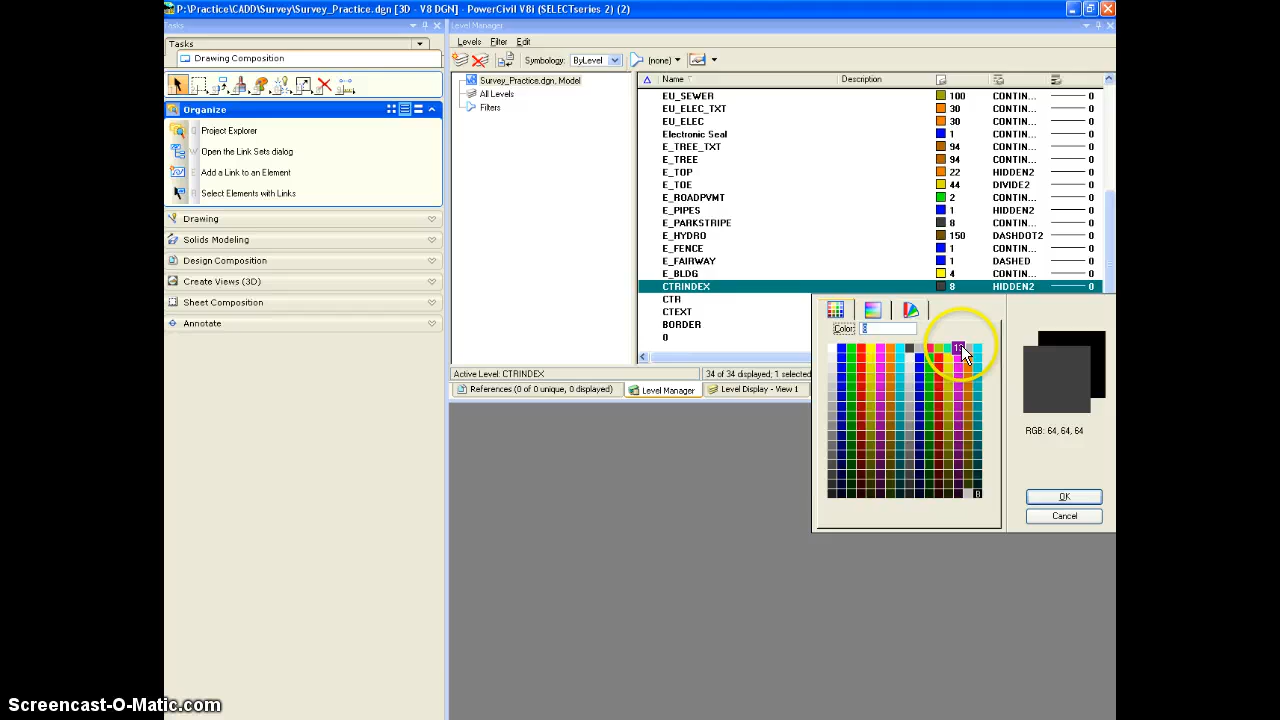 P:\Practice\CADD\Survey\Survey_Practice.dgn [3D - V8 DGN] - PowerCivil V8i (SELECTseries 2) (2)
Tasks
Level Manager
Tasks
Drawing Composition
Organize
Project Explorer
Open the Link Sets dialog
Add a Link to an Element
Select Elements with Links
Drawing
Solids Modeling
Design Composition
Create Views (3D)
Sheet Composition
Annotate
Levels Filter Edit
Symbology: ByLevel (none)
Survey_Practice.dgn, Model
All Levels
Filters
Name Description
EU_SEWER 100 CONTIN... 0
EU_ELEC_TXT 30 CONTIN... 0
EU_ELEC 30 CONTIN... 0
Electronic Seal 1 CONTIN... 0
E_TREE_TXT 94 CONTIN... 0
E_TREE 94 CONTIN... 0
E_TOP 22 HIDDEN2 0
E_TOE 44 DIVIDE2 0
E_ROADPVMT 2 CONTIN... 0
E_PIPES 1 HIDDEN2 0
E_PARKSTRIPE 8 CONTIN... 0
E_HYDRO 150 DASHDOT2 0
E_FENCE 1 CONTIN... 0
E_FAIRWAY 1 DASHED 0
E_BLDG 4 CONTIN... 0
CTRINDEX 8 HIDDEN2 0
CTR
CTEXT
BORDER
0
Color: 8
RGB: 64, 64, 64
OK
Cancel
Active Level: CTRINDEX
34 of 34 displayed; 1 selected
References (0 of 0 unique, 0 displayed)
Level Manager
Level Display - View 1
Screencast-O-Matic.com